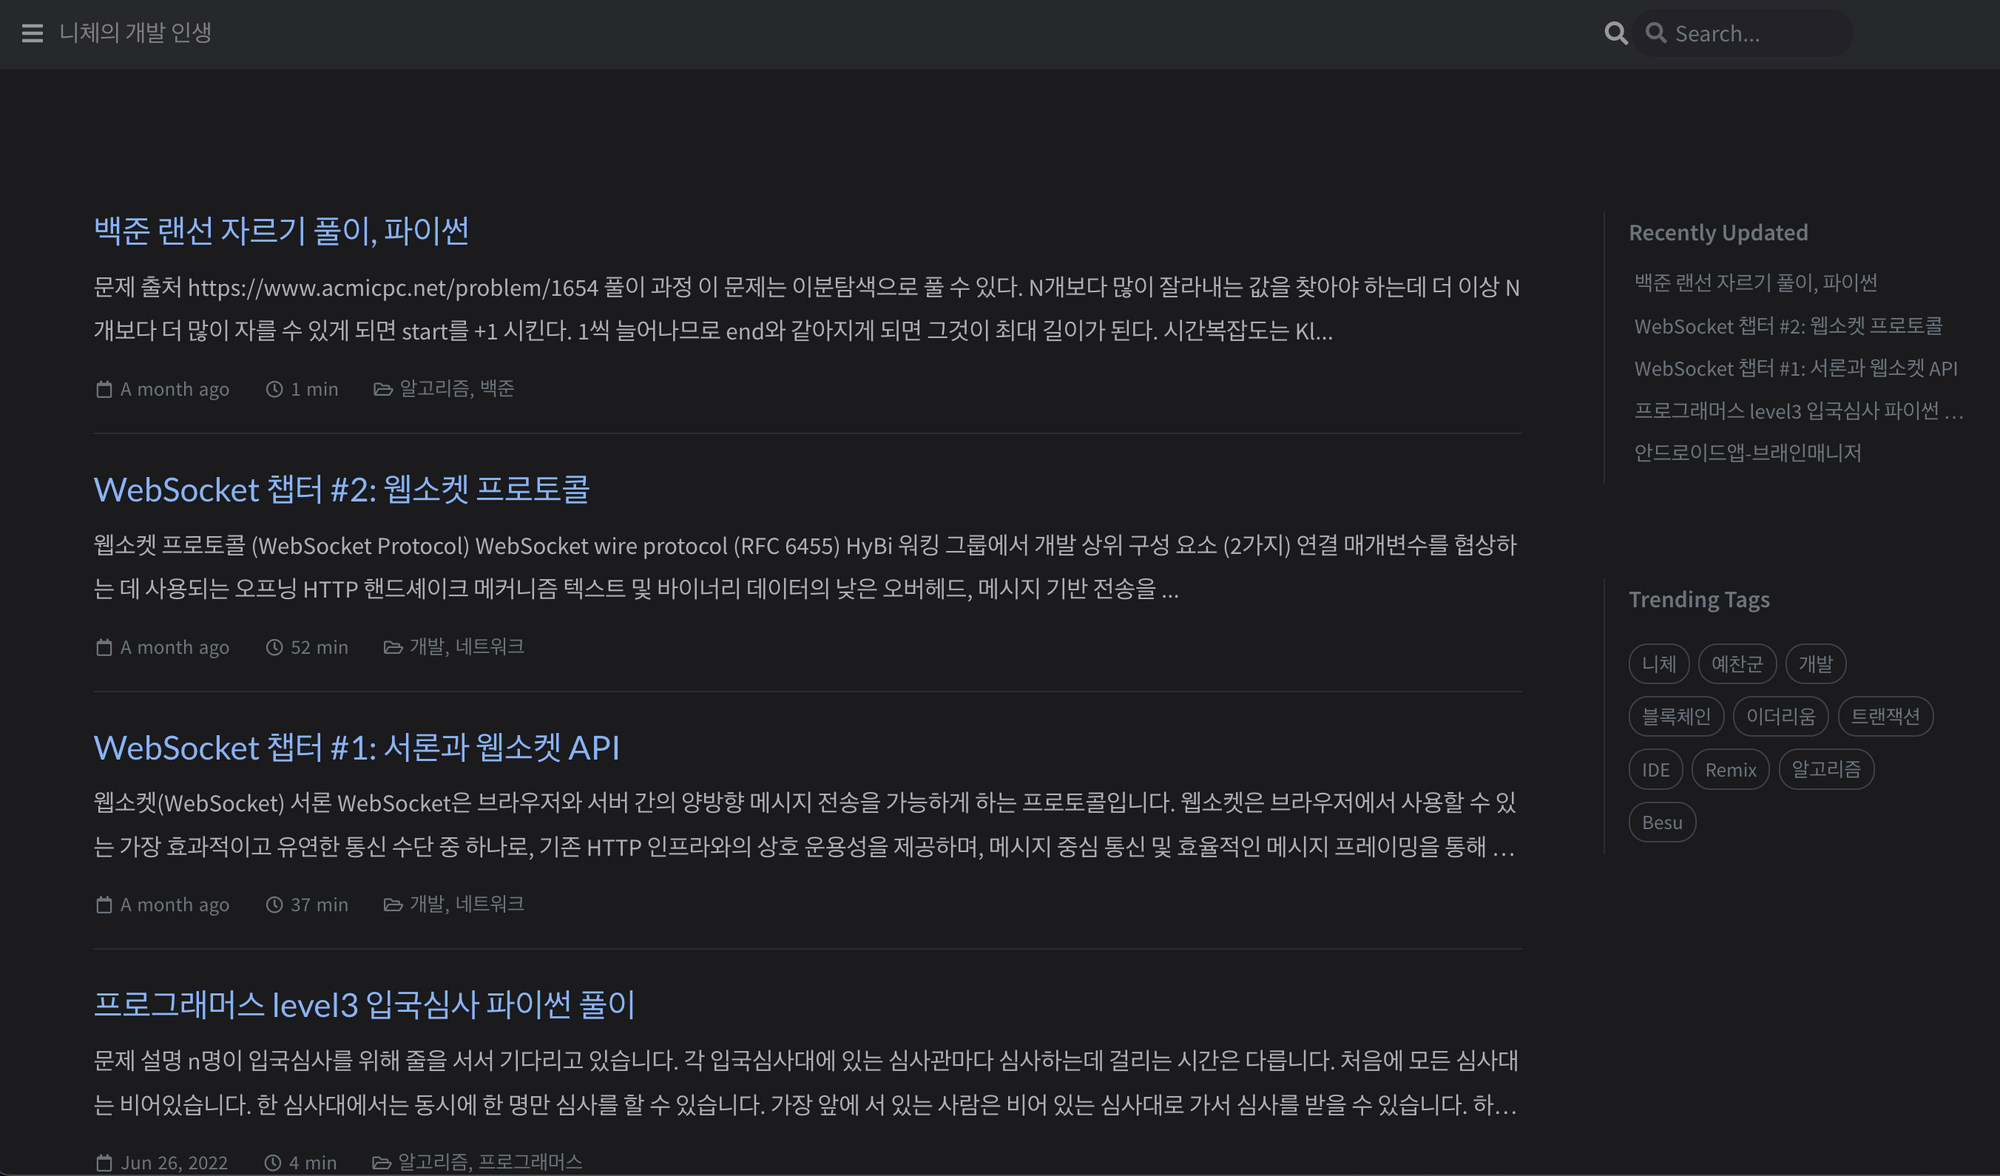 니체의 개발 인생
Search...
백준 랜선 자르기 풀이, 파이썬
문제 출처 https://www.acmicpc.net/problem/1654 풀이 과정 이 문제는 이분탐색으로 풀 수 있다. N개보다 많이 잘라내는 값을 찾아야 하는데 더 이상 N
개보다 더 많이 자를 수 있게 되면 start를 +1 시킨다. 1씩 늘어나므로 end와 같아지게 되면 그것이 최대 길이가 된다. 시간복잡도는 Kl...
A month ago 1 min 알고리즘, 백준
WebSocket 챕터 #2: 웹소켓 프로토콜
웹소켓 프로토콜 (WebSocket Protocol) WebSocket wire protocol (RFC 6455) HyBi 워킹 그룹에서 개발 상위 구성 요소 (2가지) 연결 매개변수를 협상하
는 데 사용되는 오프닝 HTTP 핸드셰이크 메커니즘 텍스트 및 바이너리 데이터의 낮은 오버헤드, 메시지 기반 전송을 ...
A month ago 52 min 개발, 네트워크
WebSocket 챕터 #1: 서론과 웹소켓 API
웹소켓(WebSocket) 서론 WebSocket은 브라우저와 서버 간의 양방향 메시지 전송을 가능하게 하는 프로토콜입니다. 웹소켓은 브라우저에서 사용할 수 있
는 가장 효과적이고 유연한 통신 수단 중 하나로, 기존 HTTP 인프라와의 상호 운용성을 제공하며, 메시지 중심 통신 및 효율적인 메시지 프레이밍을 통해 ...
A month ago 37 min 개발, 네트워크
프로그래머스 level3 입국심사 파이썬 풀이
문제 설명 n명이 입국심사를 위해 줄을 서서 기다리고 있습니다. 각 입국심사대에 있는 심사관마다 심사하는데 걸리는 시간은 다릅니다. 처음에 모든 심사대
는 비어있습니다. 한 심사대에서는 동시에 한 명만 심사를 할 수 있습니다. 가장 앞에 서 있는 사람은 비어 있는 심사대로 가서 심사를 받을 수 있습니다. 하...
Jun 26, 2022 4 min 알고리즘, 프로그래머스
Recently Updated
백준 랜선 자르기 풀이, 파이썬
WebSocket 챕터 #2: 웹소켓 프로토콜
WebSocket 챕터 #1: 서론과 웹소켓 API
프로그래머스 level3 입국심사 파이썬 ...
안드로이드앱-브래인매니저
Trending Tags
니체 예찬군 개발
블록체인 이더리움 트랜잭션
IDE Remix 알고리즘
Besu